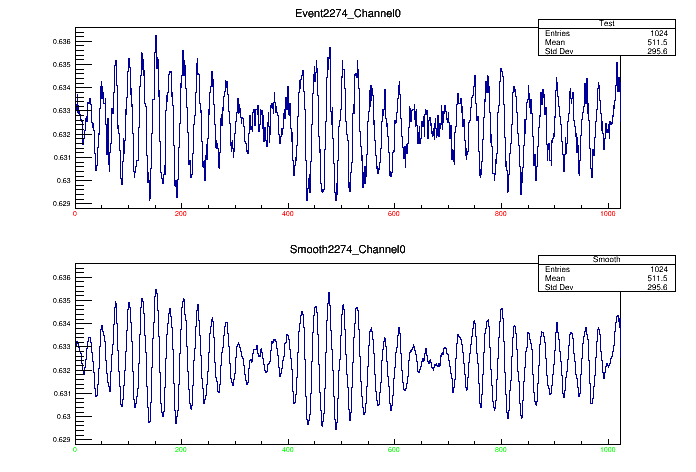 Event2274_Channel0
Test
Entries 1024
Mean 511.5
Std Dev 295.6
0.636
0.635
0.634
0.633
0.632
0.631
0.63
0.629
0 200 400 600 800 1000
Smooth2274_Channel0
Smooth
Entries 1024
Mean 511.5
Std Dev 295.6
0.636
0.635
0.634
0.633
0.632
0.631
0.63
0.629
0 200 400 600 800 1000